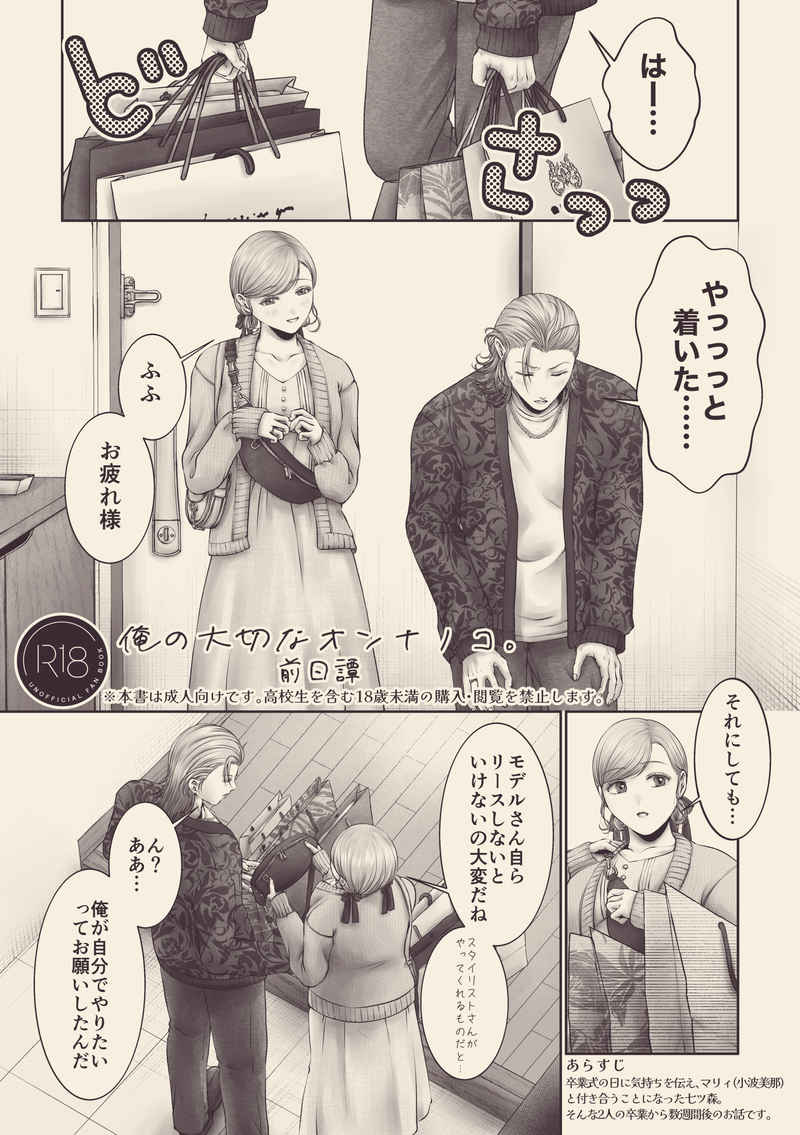 はー…
ドサッ…
やっっっと
着いた……
ふふ
お疲れ様
R18
UNOFFICIAL FAN BOOK
俺の大切なオンナノコ。
前日譚
※本書は成人向けです。高校生を含む18歳未満の購入・閲覧を禁止します。
それにしても…
モデルさん自ら
リースしないと
いけないの大変だね
スタイリストさんが
やってくれるものだと…
ん？
ああ…
俺が自分でやりたい
ってお願いしたんだ
あらすじ
卒業式の日に気持ちを伝え、マリィ(小波美那)
と付き合うことになった七ツ森。
そんな2人の卒業から数週間後のお話です。